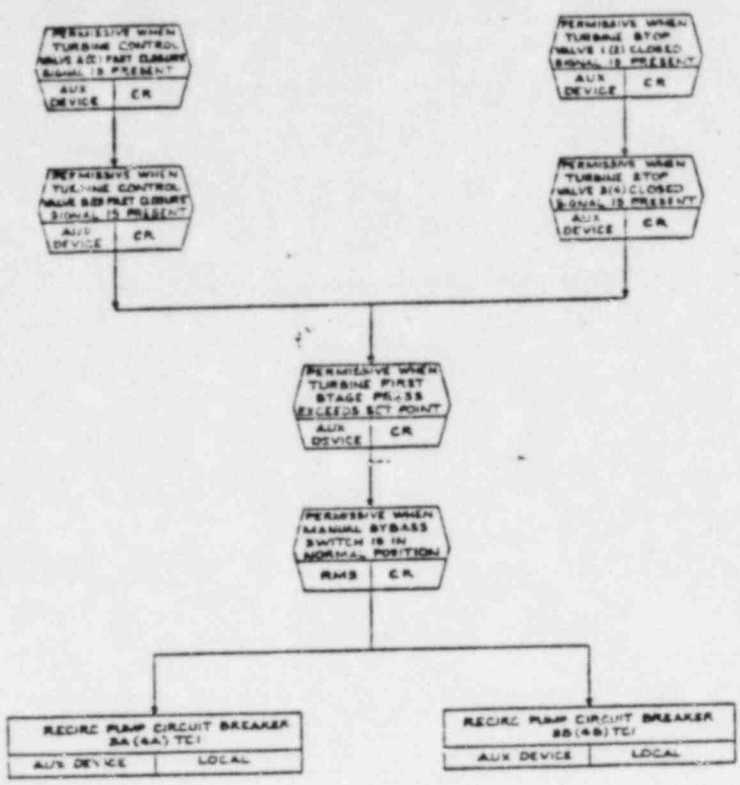 PERMISSIVE WHEN
TURBINE CONTROL
FAST CLOSURE
SIGNAL IS PRESENT
AUX
DEVICE
CR
PERMISSIVE WHEN
TURBINE STOP
VALVE 1(2) CLOSED
SIGNAL IS PRESENT
AUX
DEVICE
CR
PERMISSIVE WHEN
TURBINE CONTROL
VALVE FAST CLOSURE
SIGNAL IS PRESENT
AUX
DEVICE
CR
PERMISSIVE WHEN
TURBINE STOP
VALVE 3(4) CLOSED
SIGNAL IS PRESENT
AUX
DEVICE
CR
PERMISSIVE WHEN
TURBINE FIRST
STAGE PRESS
EXCEEDS SET POINT
AUX
DEVICE
CR
PERMISSIVE WHEN
MANUAL BYBASS
SWITCH IS IN
NORMAL POSITION
RMS
CR
RECIRC PUMP CIRCUIT BREAKER
3A (4A) TC1
AUX DEVICE
LOCAL
RECIRC PUMP CIRCUIT BREAKER
3B (4B) TC1
AUX DEVICE
LOCAL